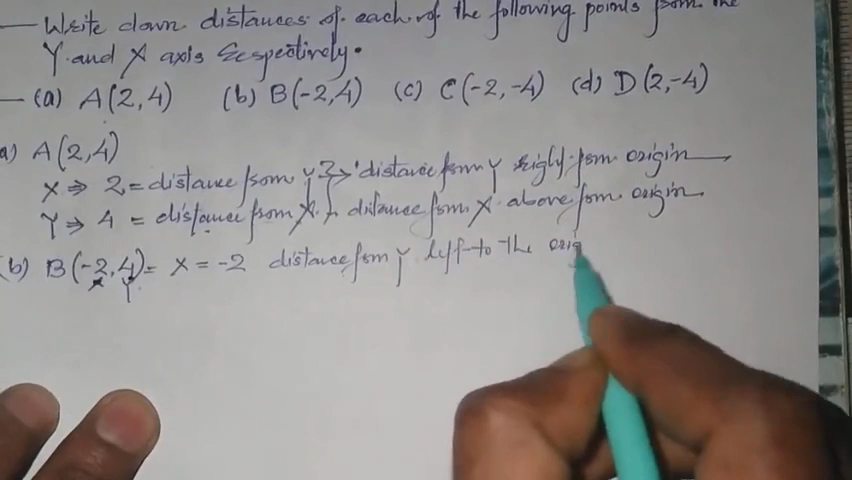 — Write down distances of each of the following points from the
Y and X axis Respectively.
— (a) A(2,4) (b) B(-2,4) (c) C(-2,-4) (d) D(2,-4)
a) A(2,4)
X ⇒ 2 = distance from Y distance from Y right from origin
Y ⇒ 4 = distance from X distance from X above from origin
(b) B(-2,4) = X = -2 distance from Y left to the orig
X Y